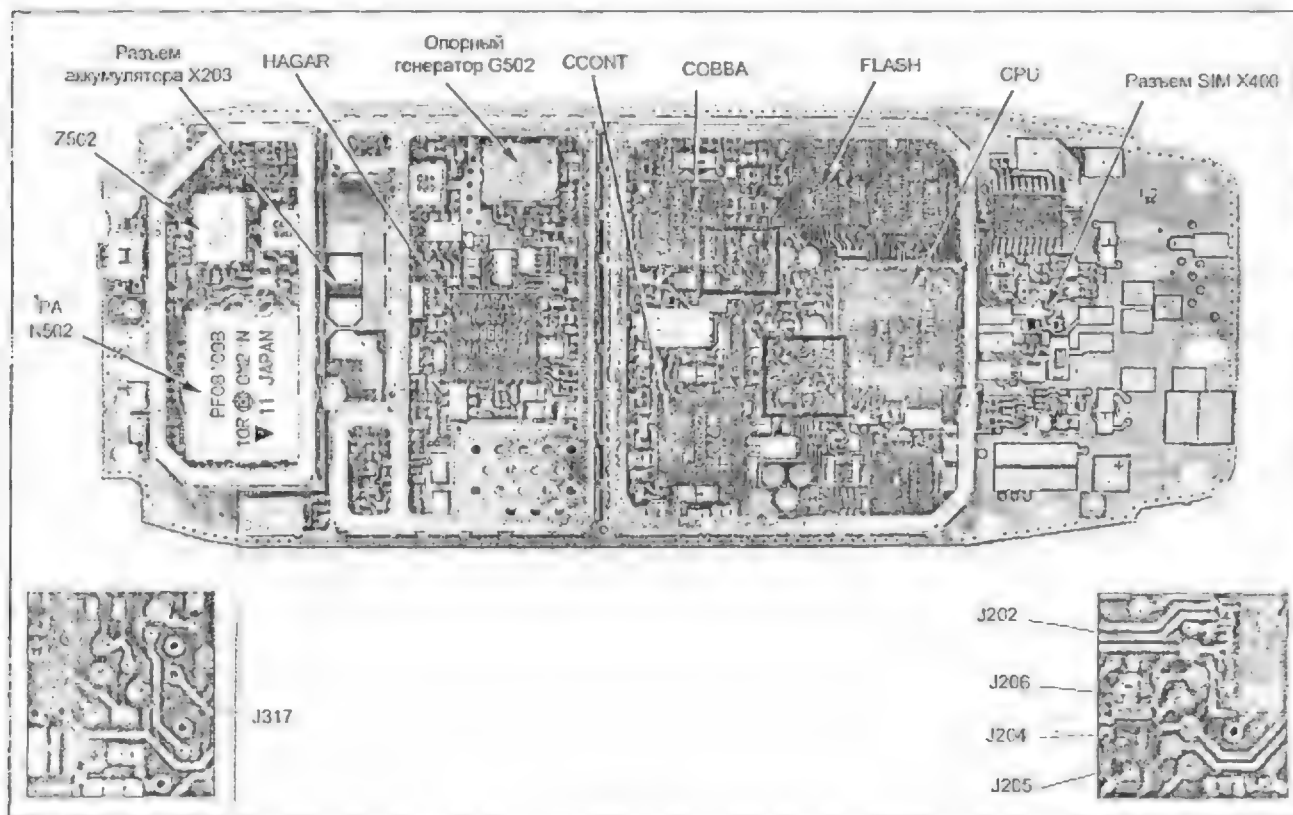 Разъем
аккумулятора X203
HAGAR
Опорный
генератор G502
CCONT
COBBA
FLASH
CPU
Разъем SIM X400
Z502
PA
N502
JAPAN
J317
J202
J206
J204
J205